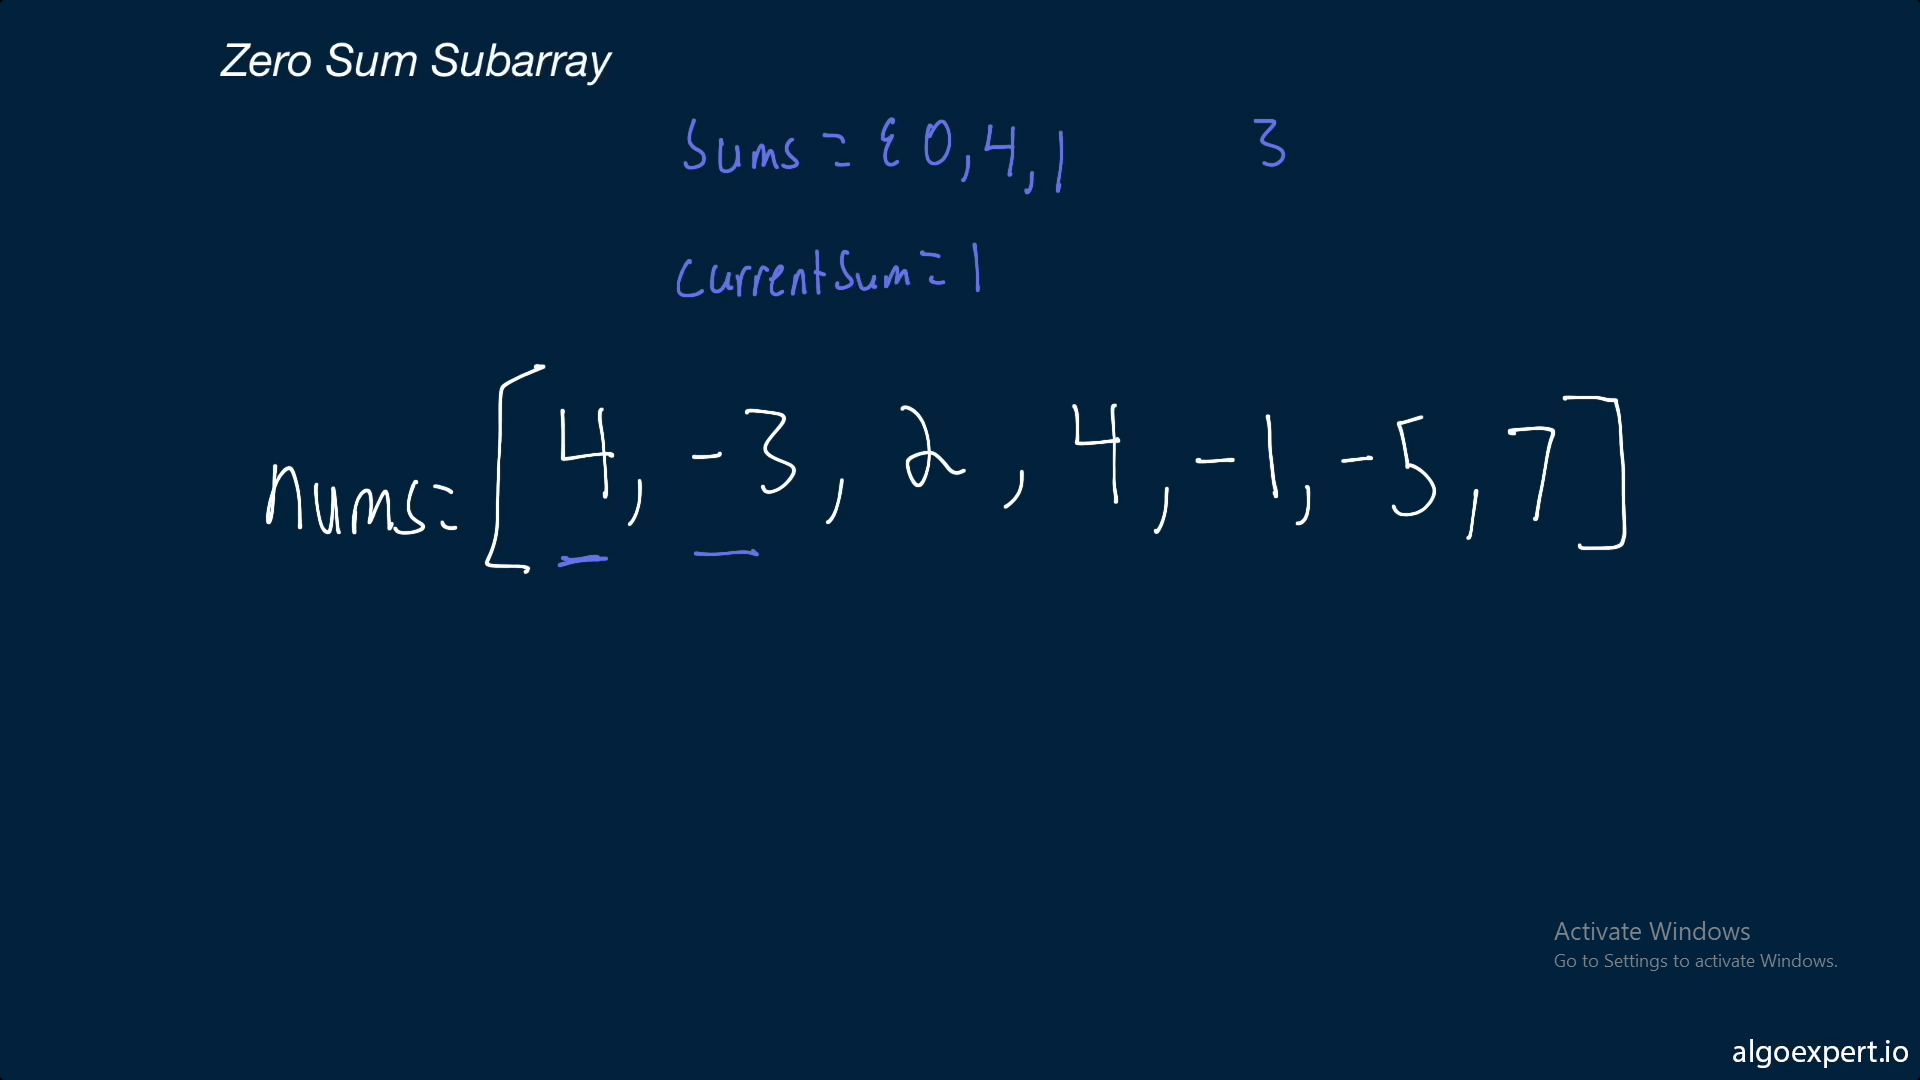 Zero Sum Subarray
Sums = { 0, 4, 1 3
currentSum = 1
nums = [ 4, -3, 2, 4, -1, -5, 7 ]
Activate Windows
Go to Settings to activate Windows.
algoexpert.io